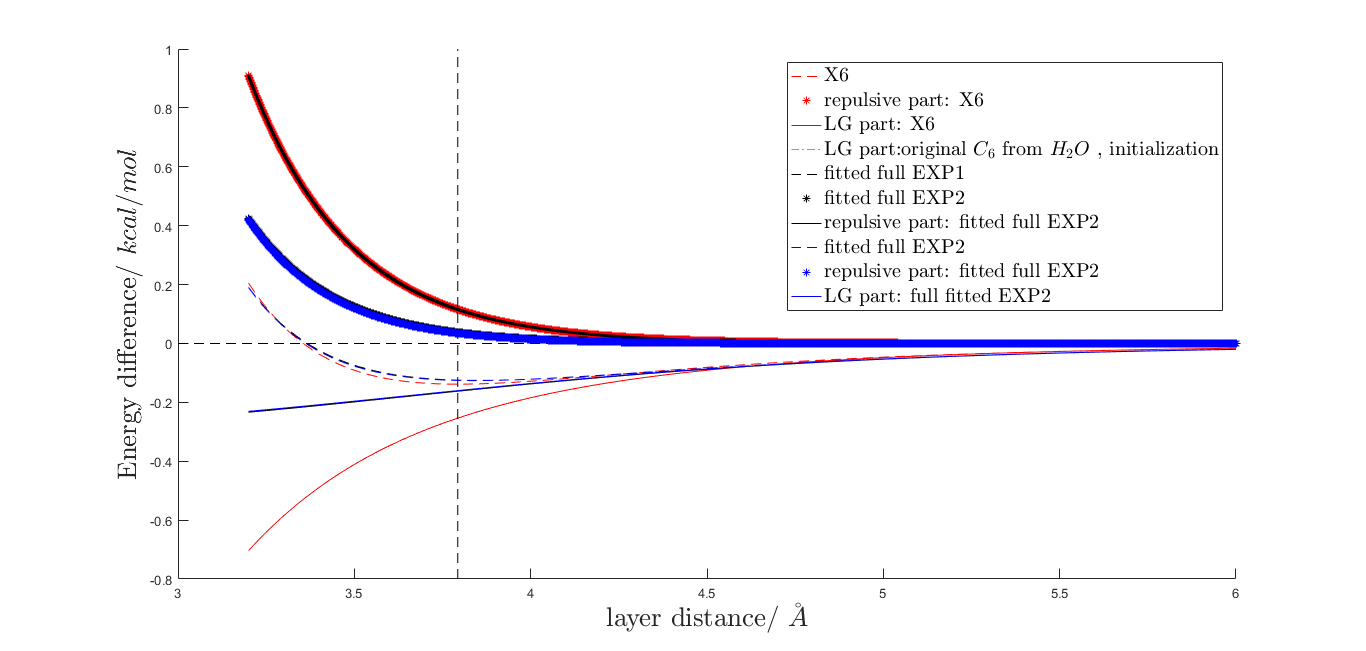 1
0.8
0.6
0.4
0.2
0
-0.2
-0.4
-0.6
-0.8
Energy difference/ kcal/mol
3
3.5
4
4.5
5
5.5
6
layer distance/ Å
X6
repulsive part: X6
LG part: X6
LG part:original C₆ from H₂O , initialization
fitted full EXP1
fitted full EXP2
repulsive part: fitted full EXP2
fitted full EXP2
repulsive part: fitted full EXP2
LG part: full fitted EXP2